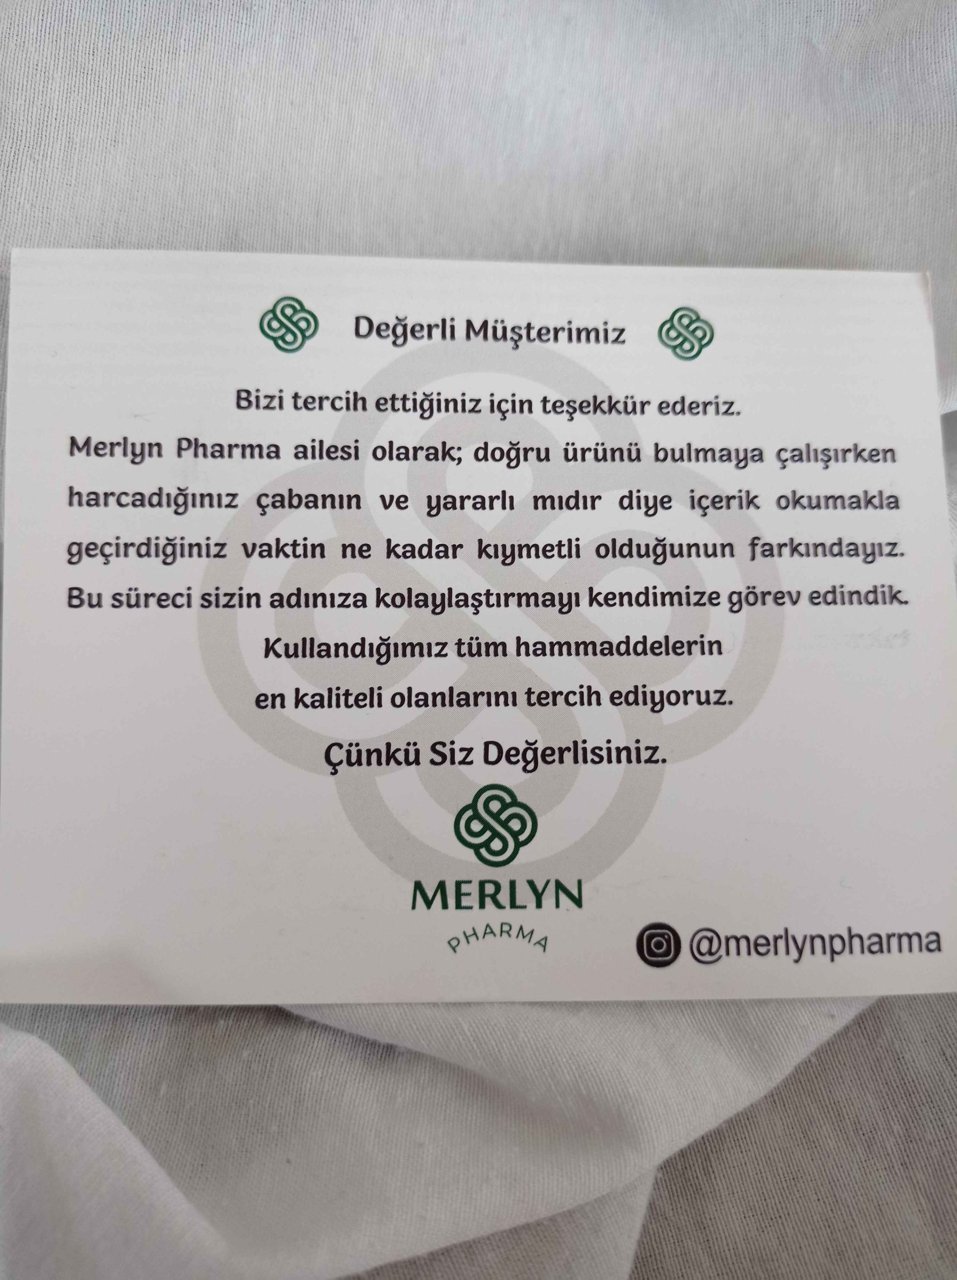 Değerli Müşterimiz
Bizi tercih ettiğiniz için teşekkür ederiz.
Merlyn Pharma ailesi olarak; doğru ürünü bulmaya çalışırken
harcadığınız çabanın ve yararlı mıdır diye içerik okumakla
geçirdiğiniz vaktin ne kadar kıymetli olduğunun farkındayız.
Bu süreci sizin adınıza kolaylaştırmayı kendimize görev edindik.
Kullandığımız tüm hammaddelerin
en kaliteli olanlarını tercih ediyoruz.
Çünkü Siz Değerlisiniz.
MERLYN
PHARMA
@merlynpharma